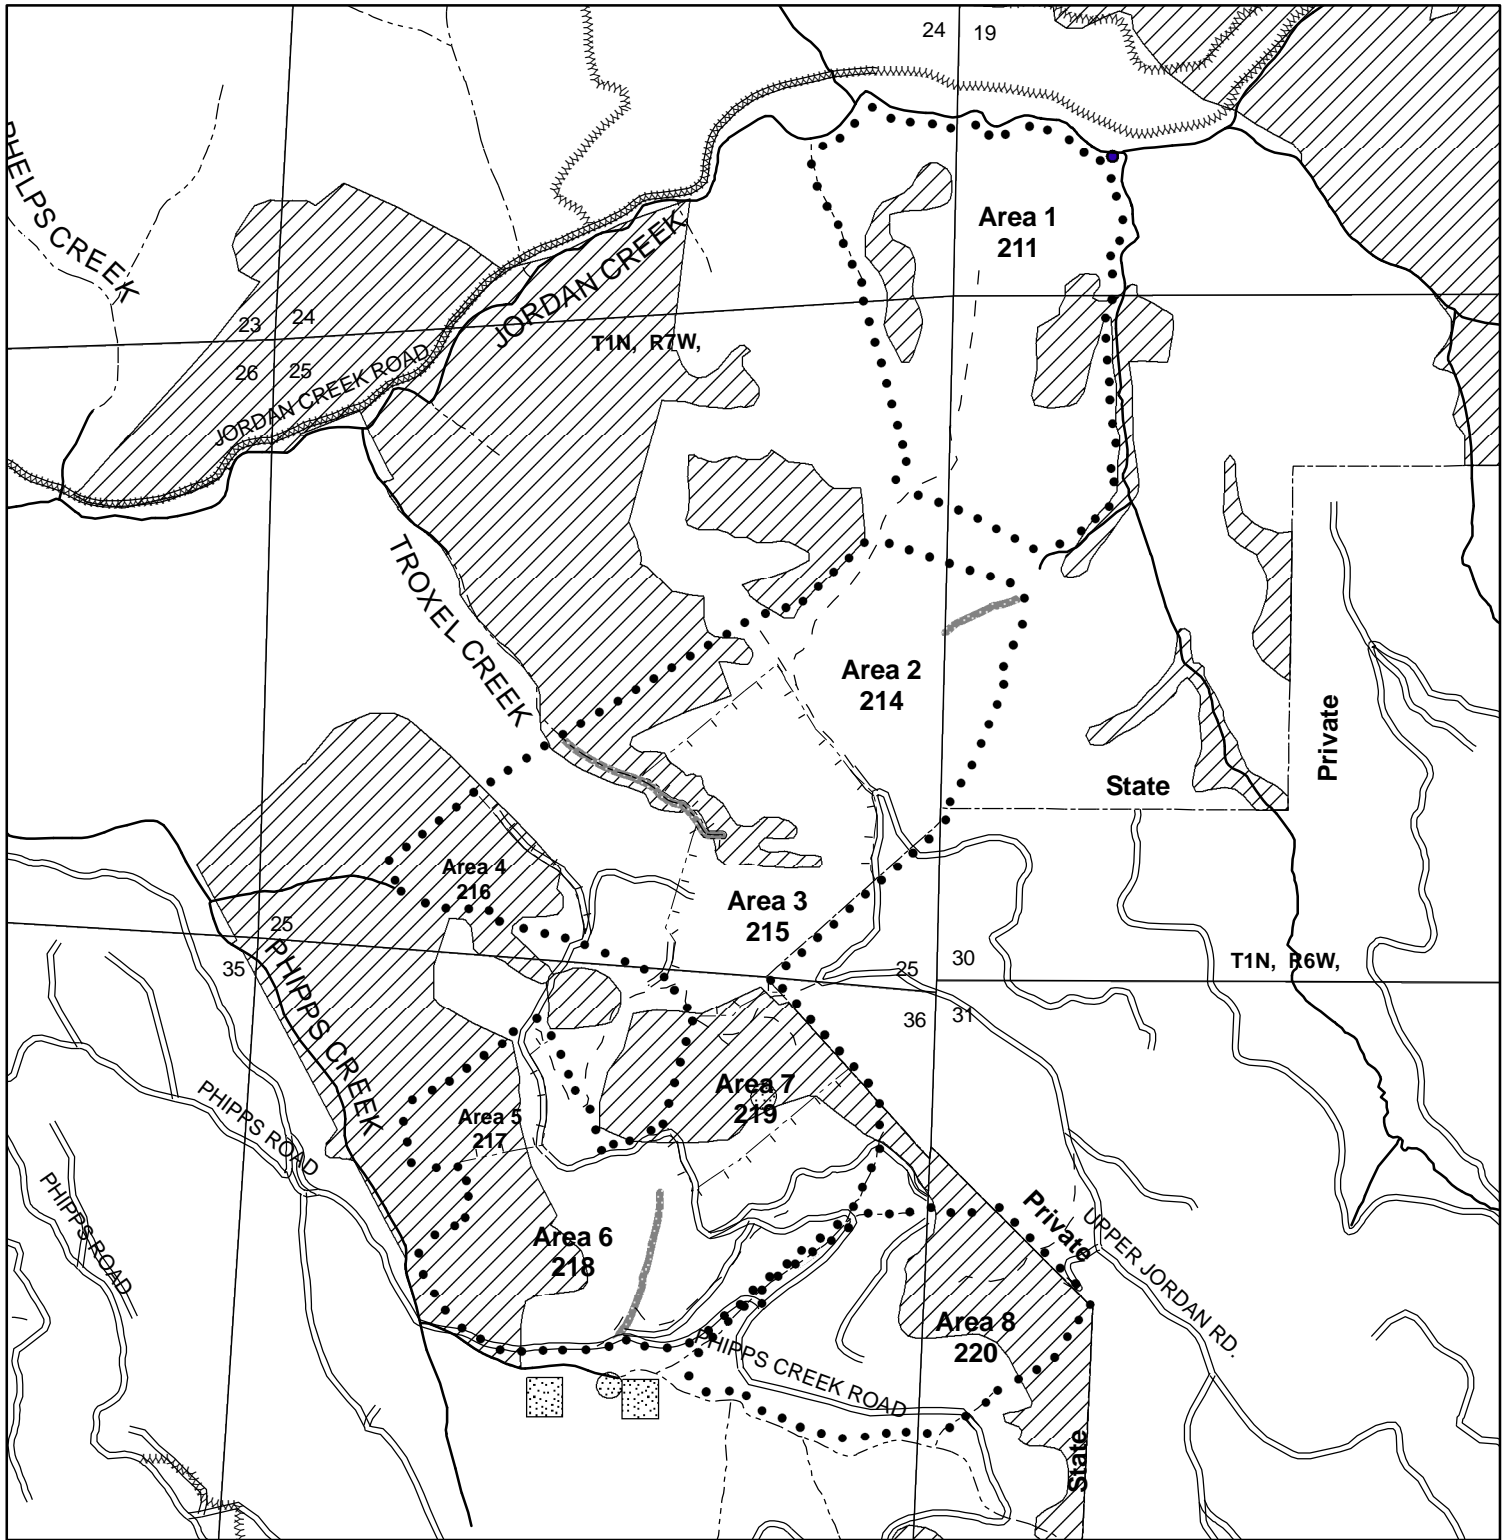 24 19
PHELPS CREEK
Area 1
211
JORDAN CREEK
23 24
T1N, R7W,
26 25
JORDAN CREEK ROAD
TROXEL CREEK
Area 2
214
Private
State
Area 4
216
Area 3
215
25
35
PHIPPS CREEK
25 30
T1N, R6W,
36 31
Area 7
219
PHIPPS ROAD
Area 5
217
PHIPPS ROAD
Private
UPPER JORDAN RD.
Area 6
218
Area 8
220
PHIPPS CREEK ROAD
State